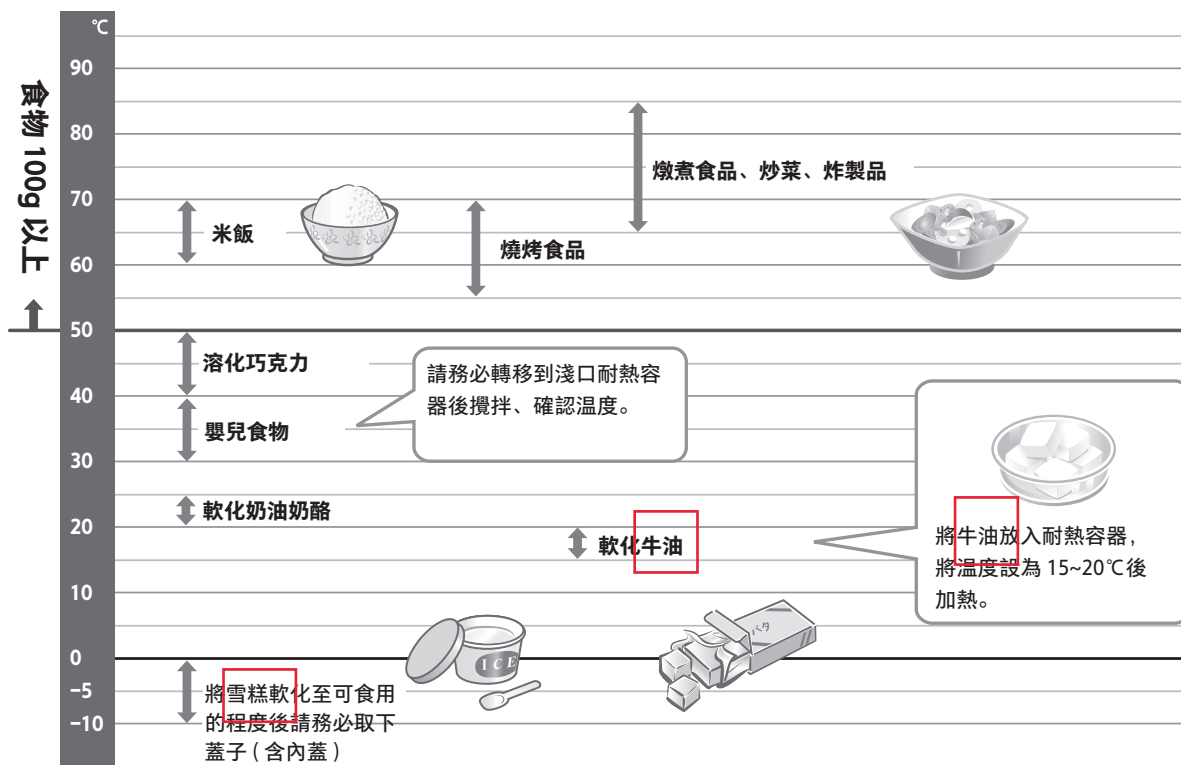 ℃
90
80
70
60
50
40
30
20
10
0
−5
−10
食物 100g 以上
燉煮食品、炒菜、炸製品
米飯
燒烤食品
溶化巧克力
請務必轉移到淺口耐熱容
器後攪拌、確認温度。
嬰兒食物
軟化奶油奶酪
軟化牛油
將牛油放入耐熱容器，
將温度設為 15~20℃後
加熱。
ICE
將雪糕軟化至可食用
的程度後請務必取下
蓋子 ( 含內蓋 )